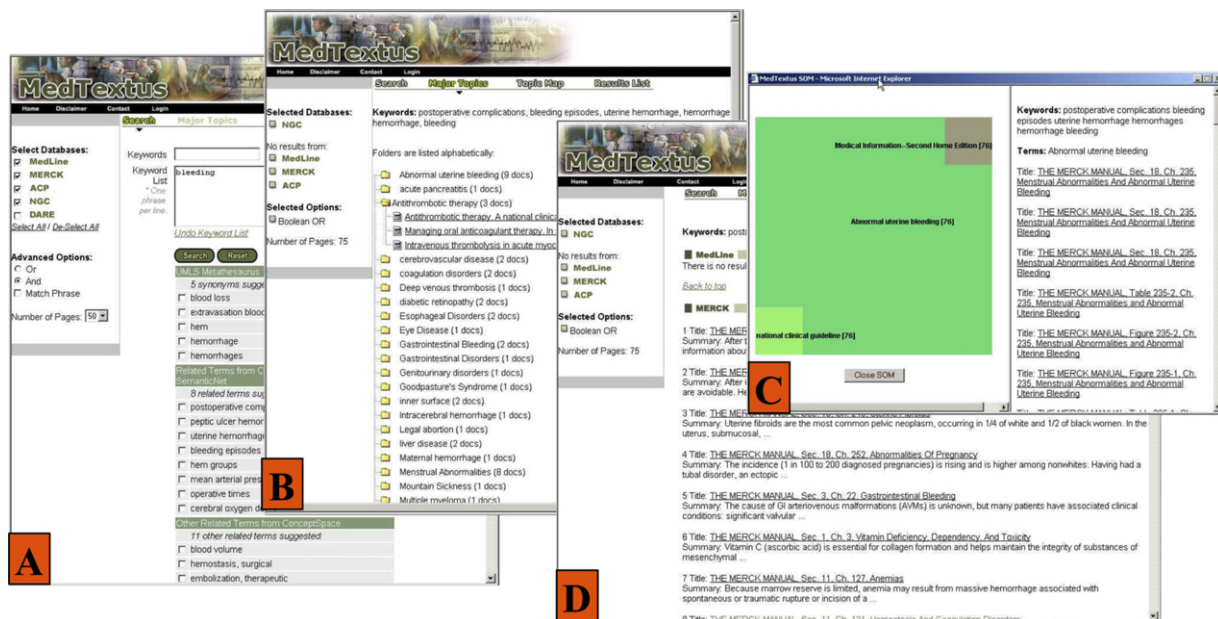 MedTextus
Home Disclaimer Contact Login
Search Major Topics
Select Databases:
MedLine
MERCK
ACP
NGC
DARE
Select All / De-Select All
Advanced Options:
Or
And
Match Phrase
Number of Pages: 50
Keywords
Keyword
List
* One
phrase
per line.
bleeding
Undo Keyword List
Search Reset
UMLS Metathesaurus
5 synonyms
blood loss
extravasation blood
hem
hemorrhage
hemorrhages
Related Terms from
SemanticNet
8 related terms
postoperative
peptic ulcer
uterine
bleeding episodes
hem groups
mean arterial
operative times
cerebral oxygen
Other Related Terms from ConceptSpace
11 other related terms suggested:
blood volume
hemostasis, surgical
embolization, therapeutic
A
MedTextus
Home Disclaimer Contact Login
Search Major Topics Topic Map Results List
Selected Databases:
NGC
No results from:
MedLine
MERCK
ACP
Selected Options:
Boolean OR
Number of Pages: 75
Keywords: postoperative complications, bleeding episodes, uterine hemorrhage, hemorrhage
hemorrhage, bleeding
Folders are listed alphabetically:
Abnormal uterine bleeding (9 docs)
acute pancreatitis (1 docs)
Antithrombotic therapy (3 docs)
Antithrombotic therapy. A national
Managing oral anticoagulant therapy. In
Intravenous thrombolysis in acute
cerebrovascular disease (2 docs)
coagulation disorders (2 docs)
Deep venous thrombosis (1 docs)
diabetic retinopathy (2 docs)
Esophageal Disorders (2 docs)
Eye Disease (1 docs)
Gastrointestinal Bleeding (2 docs)
Gastrointestinal Disorders (1 docs)
Genitourinary disorders (1 docs)
Goodpasture's Syndrome (1 docs)
inner surface (2 docs)
Intracerebral hemorrhage (1 docs)
Legal abortion (1 docs)
liver disease (2 docs)
Maternal hemorrhage (1 docs)
Menstrual Abnormalities (8 docs)
Mountain Sickness (1 docs)
Multiple myeloma (1 docs)
B
MedTextus
Home Disclaimer Contact
Search
Selected Databases:
NGC
No results from:
MedLine
MERCK
ACP
Selected Options:
Boolean OR
Number of Pages: 75
Keywords:
MedLine
There is no
Back to top
MERCK
1 Title: THE
Summary: After
information
2 Title: THE
Summary: After
are avoidable.
3 Title: THE
Summary: Uterine fibroids are the most common pelvic neoplasm, occurring in 1/4 of white and 1/2 of black women. In the
uterus, submucosal, ...
4 Title: THE MERCK MANUAL, Sec. 18, Ch. 252, Abnormalities Of Pregnancy
Summary: The incidence (1 in 100 to 200 diagnosed pregnancies) is rising and is higher among nonwhites. Having had a
tubal disorder, an ectopic ...
5 Title: THE MERCK MANUAL, Sec. 3, Ch. 22, Gastrointestinal Bleeding
Summary: The cause of GI arteriovenous malformations (AVMs) is unknown, but many patients have associated clinical
conditions: significant valvular ...
6 Title: THE MERCK MANUAL, Sec. 1, Ch. 3, Vitamin Deficiency, Dependency, And Toxicity
Summary: Vitamin C (ascorbic acid) is essential for collagen formation and helps maintain the integrity of substances of
mesenchymal ...
7 Title: THE MERCK MANUAL, Sec. 11, Ch. 127, Anemias
Summary: Because marrow reserve is limited, anemia may result from massive hemorrhage associated with
spontaneous or traumatic rupture or incision of a ...
D
MedTextus SOM - Microsoft Internet Explorer
Medical Information--Second Home Edition [76]
Abnormal uterine bleeding [76]
national clinical guideline [76]
Close SOM
Keywords: postoperative complications bleeding
episodes uterine hemorrhage hemorrhages
hemorrhage bleeding
Terms: Abnormal uterine bleeding
Title: THE MERCK MANUAL, Sec. 18, Ch. 235,
Menstrual Abnormalities And Abnormal Uterine
Bleeding
Title: THE MERCK MANUAL, Sec. 18, Ch. 235,
Menstrual Abnormalities And Abnormal Uterine
Bleeding
Title: THE MERCK MANUAL, Sec. 18, Ch. 235,
Menstrual Abnormalities And Abnormal Uterine
Bleeding
Title: THE MERCK MANUAL, Table 235-2, Ch.
235, Menstrual Abnormalities and Abnormal
Uterine Bleeding
Title: THE MERCK MANUAL, Figure 235-2, Ch.
235, Menstrual Abnormalities and Abnormal
Uterine Bleeding
Title: THE MERCK MANUAL, Figure 235-1, Ch.
235, Menstrual Abnormalities and Abnormal
Uterine Bleeding
C